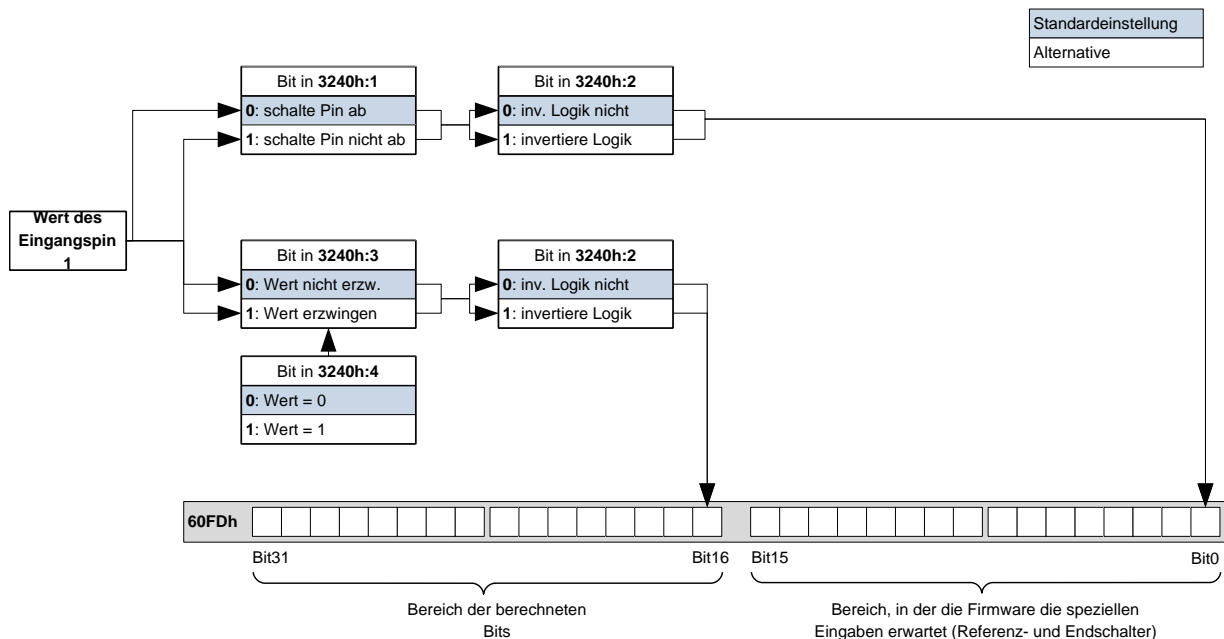 Standardeinstellung
Alternative
Bit in 3240h:1
0: schalte Pin ab
1: schalte Pin nicht ab
Bit in 3240h:2
0: inv. Logik nicht
1: invertiere Logik
Wert des
Eingangspin
1
Bit in 3240h:3
0: Wert nicht erzw.
1: Wert erzwingen
Bit in 3240h:2
0: inv. Logik nicht
1: invertiere Logik
Bit in 3240h:4
0: Wert = 0
1: Wert = 1
60FDh
Bit31
Bit16
Bit15
Bit0
Bereich der berechneten
Bits
Bereich, in der die Firmware die speziellen
Eingaben erwartet (Referenz- und Endschalter)